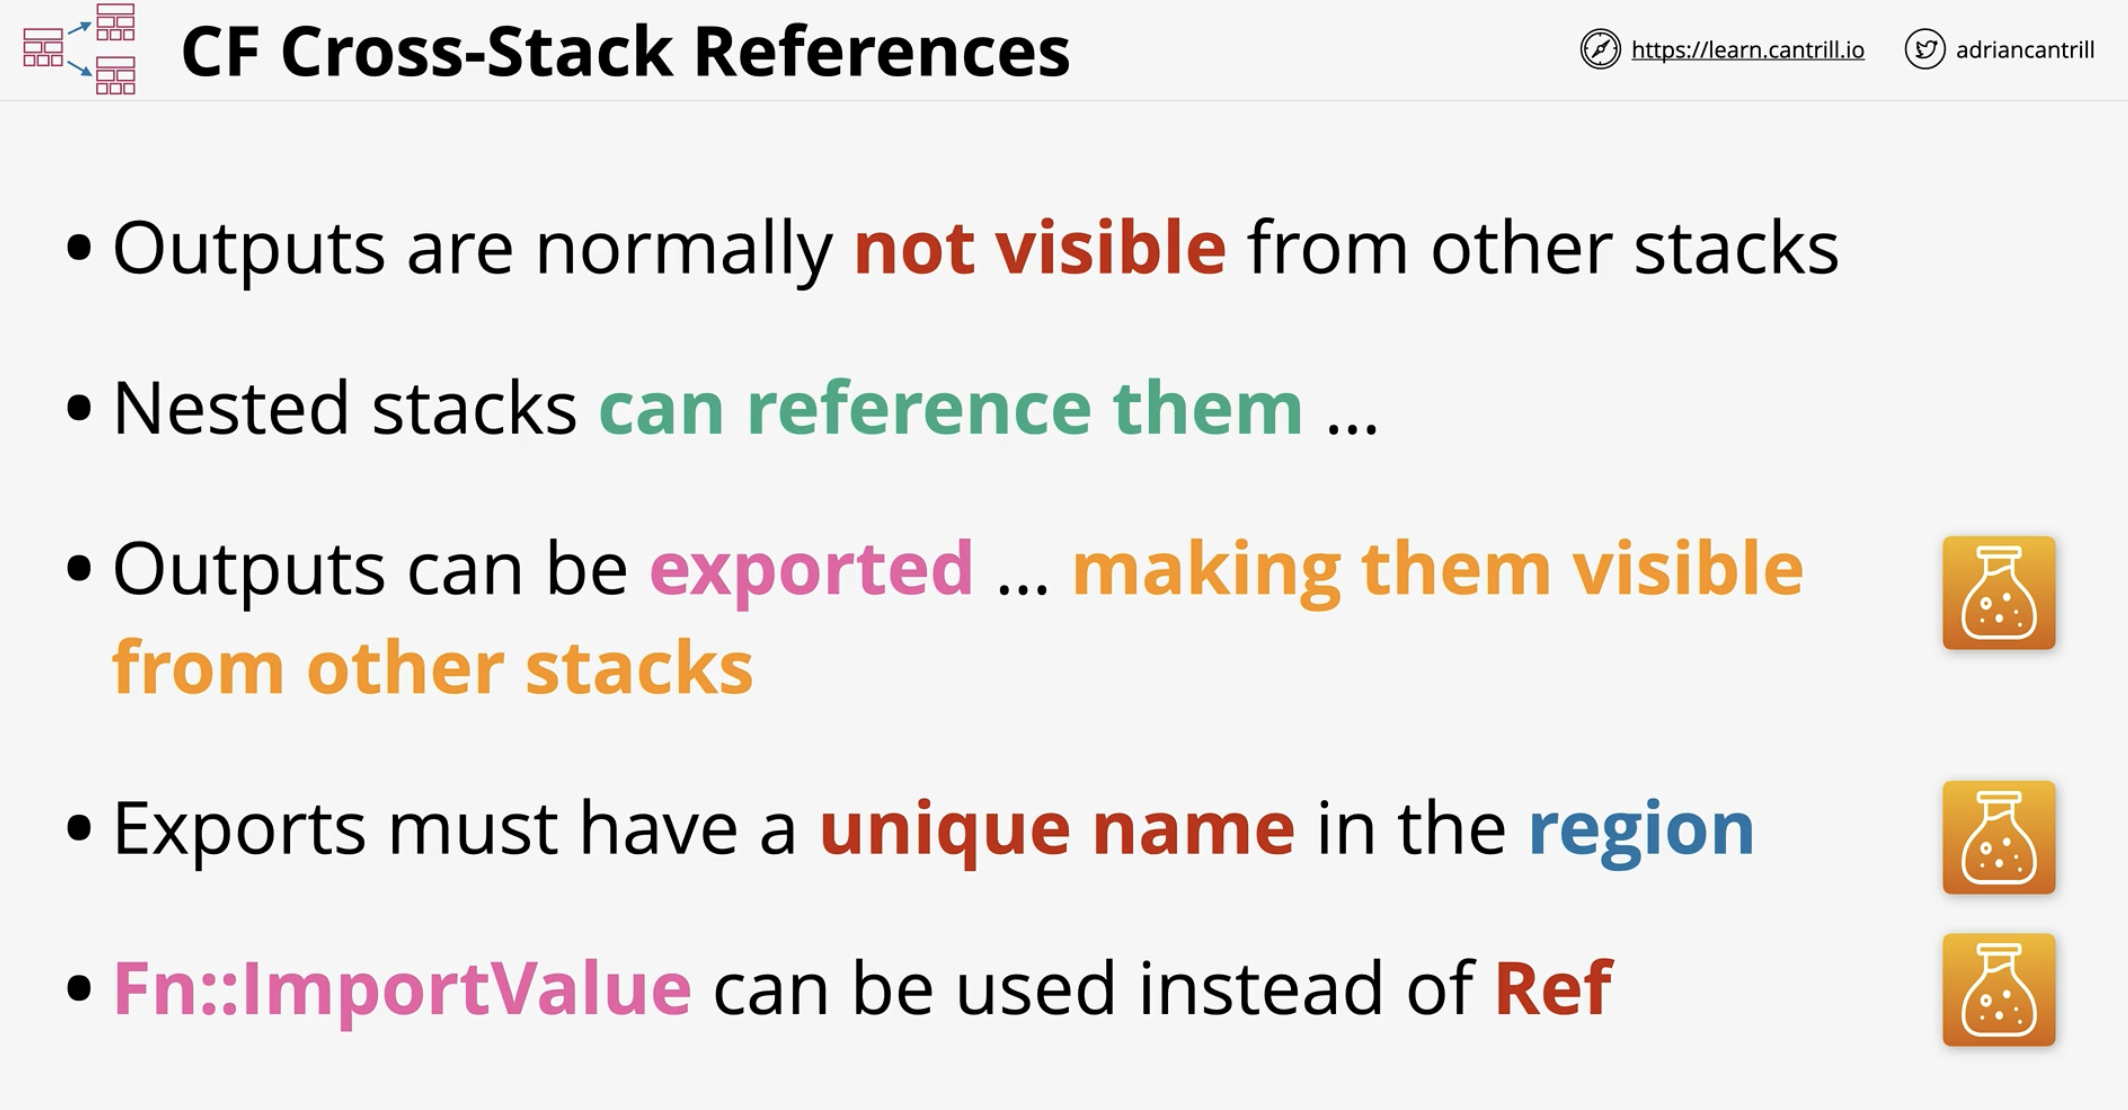 CF Cross-Stack References
https://learn.cantrill.io
adriancantrill
• Outputs are normally not visible from other stacks
• Nested stacks can reference them ...
• Outputs can be exported ... making them visible
from other stacks
• Exports must have a unique name in the region
• Fn::ImportValue can be used instead of Ref